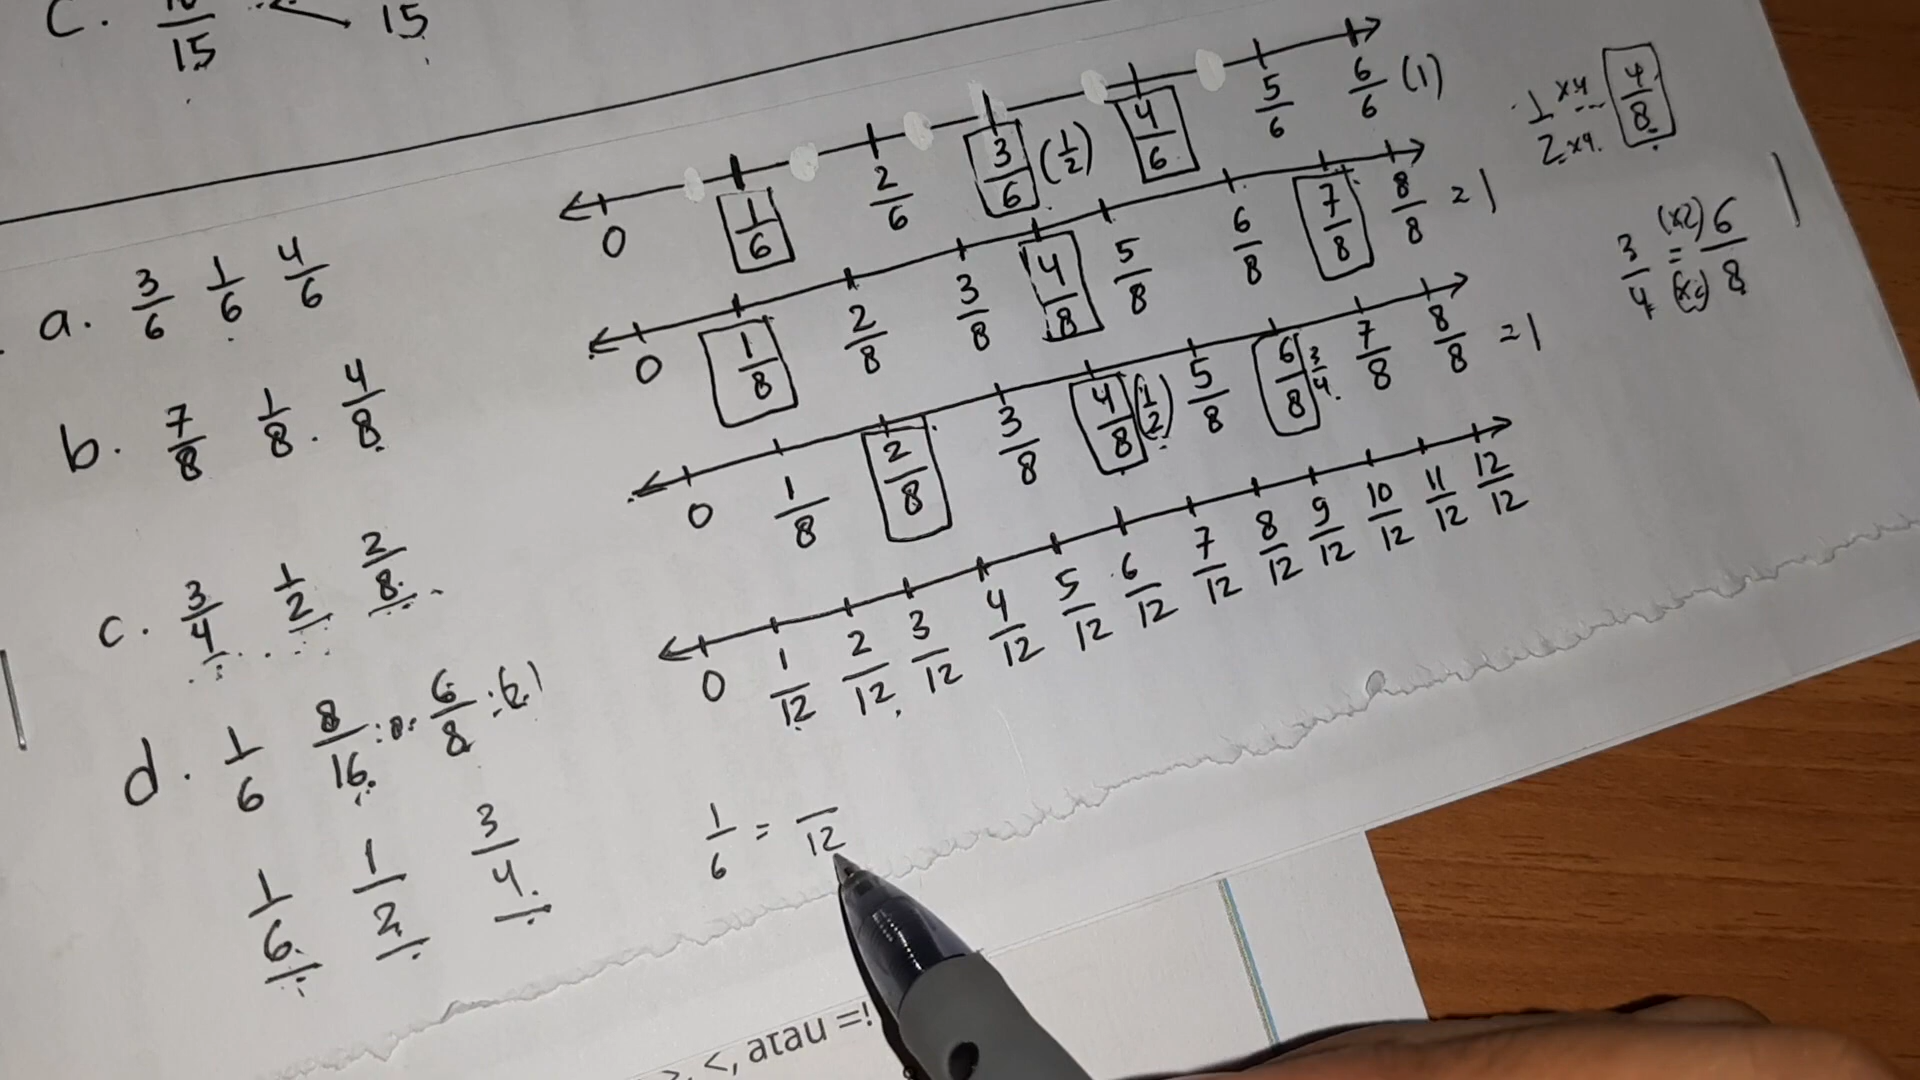 C. 10/15 15
a. 3/6 1/6 4/6
b. 7/8 1/8 4/8
c. 3/4 1/2 2/8
d. 1/6 8/16 :8: 6/8 :(2)
1/6 1/2 3/4
0 1/6 2/6 3/6 (1/2) 4/6 5/6 6/6 (1)
0 1/8 2/8 3/8 4/8 5/8 6/8 7/8 8/8 = 1
0 1/8 2/8 3/8 4/8 (1/2) 5/8 6/8 3/4 7/8 8/8 = 1
0 1/12 2/12 3/12 4/12 5/12 6/12 7/12 8/12 9/12 10/12 11/12 12/12
1/2 x4 x4 4/8
3/4 = (x2) (x2) 6/8
1/6 = /12
<, atau =!